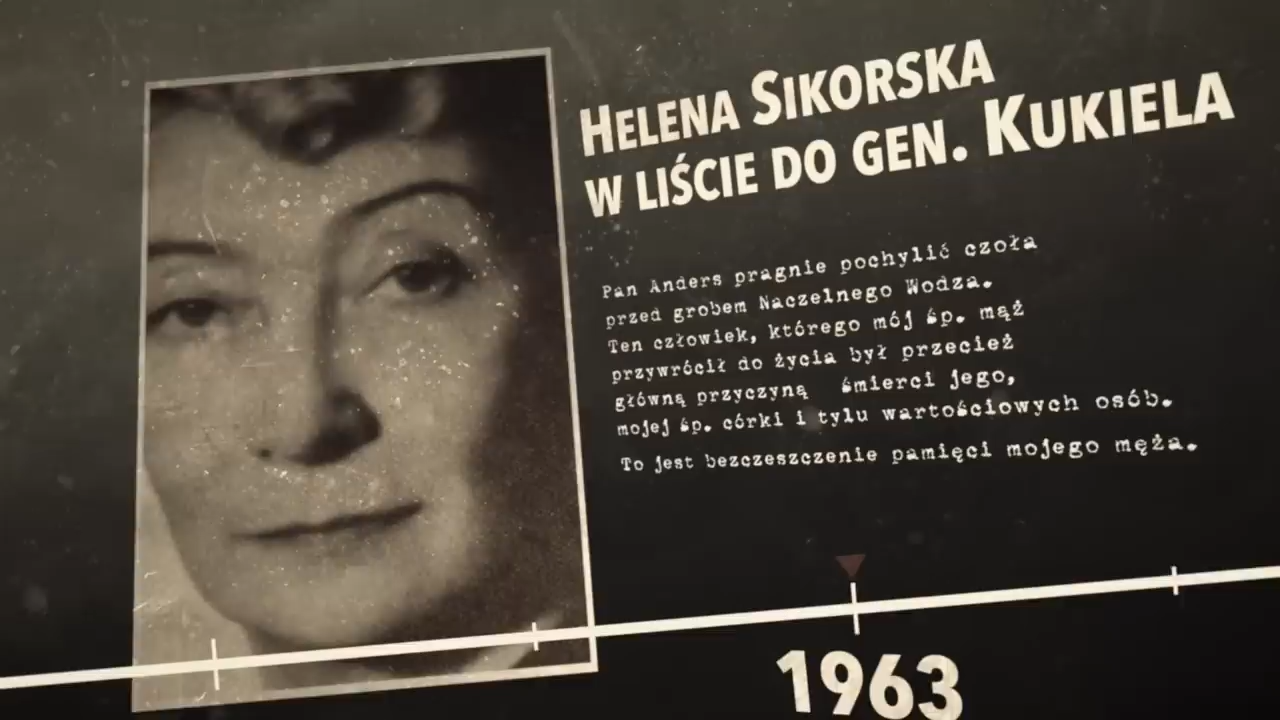 Helena Sikorska
w liście do gen. Kukiela
Pan Anders pragnie pochylić czoła
przed grobem Naczelnego Wodza.
Ten człowiek, którego mój śp. mąż
przywrócił do życia był przecież
główną przyczyną śmierci jego,
mojej śp. córki i tylu wartościowych osób.
To jest bezczeszczenie pamięci mojego męża.
1963